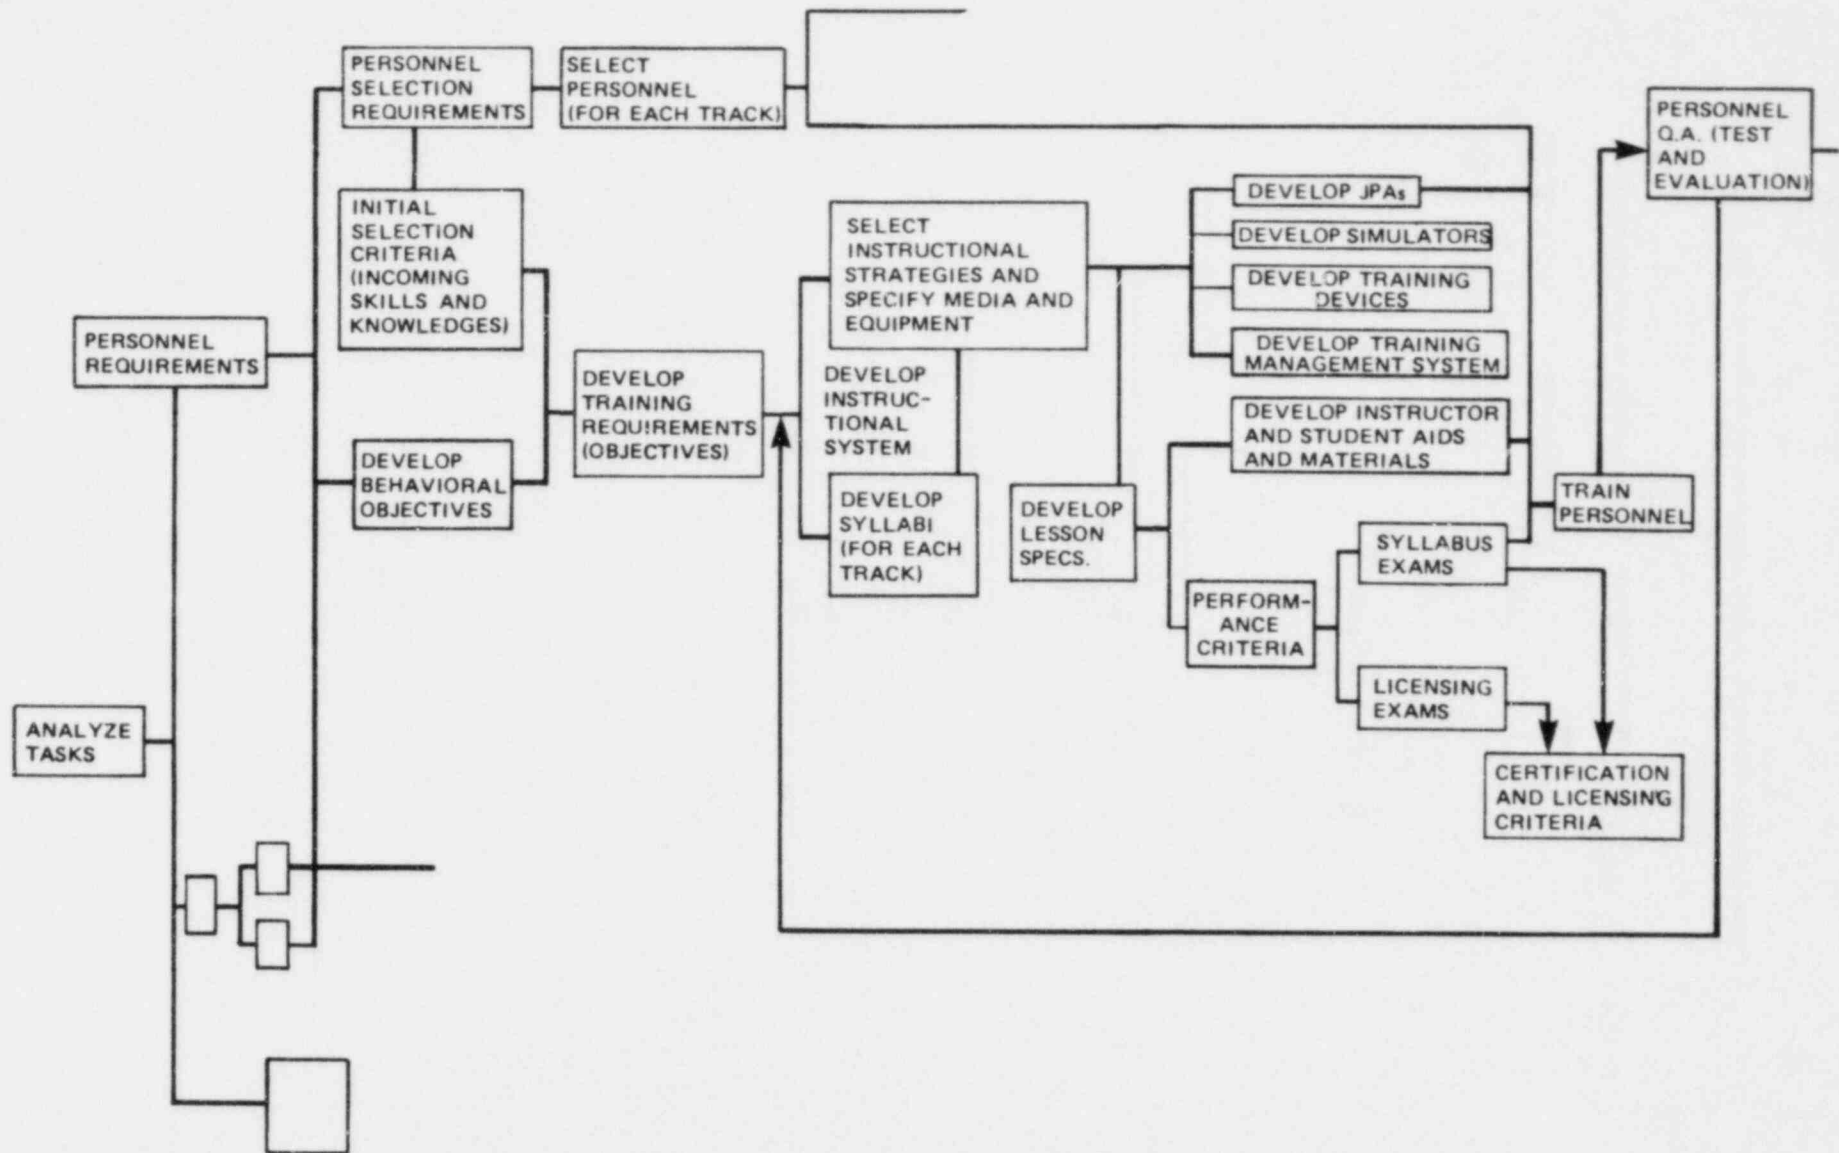 PERSONNEL
SELECTION
REQUIREMENTS
SELECT
PERSONNEL
(FOR EACH TRACK)
PERSONNEL
Q.A. (TEST
AND
EVALUATION)
INITIAL
SELECTION
CRITERIA
(INCOMING
SKILLS AND
KNOWLEDGES)
SELECT
INSTRUCTIONAL
STRATEGIES AND
SPECIFY MEDIA AND
EQUIPMENT
DEVELOP JPAs
DEVELOP SIMULATORS
DEVELOP TRAINING
DEVICES
DEVELOP TRAINING
MANAGEMENT SYSTEM
PERSONNEL
REQUIREMENTS
DEVELOP
TRAINING
REQUIREMENTS
(OBJECTIVES)
DEVELOP
INSTRUC-
TIONAL
SYSTEM
DEVELOP INSTRUCTOR
AND STUDENT AIDS
AND MATERIALS
DEVELOP
BEHAVIORAL
OBJECTIVES
DEVELOP
SYLLABI
(FOR EACH
TRACK)
DEVELOP
LESSON
SPECS.
TRAIN
PERSONNEL
SYLLABUS
EXAMS
PERFORM-
ANCE
CRITERIA
LICENSING
EXAMS
ANALYZE
TASKS
CERTIFICATION
AND LICENSING
CRITERIA